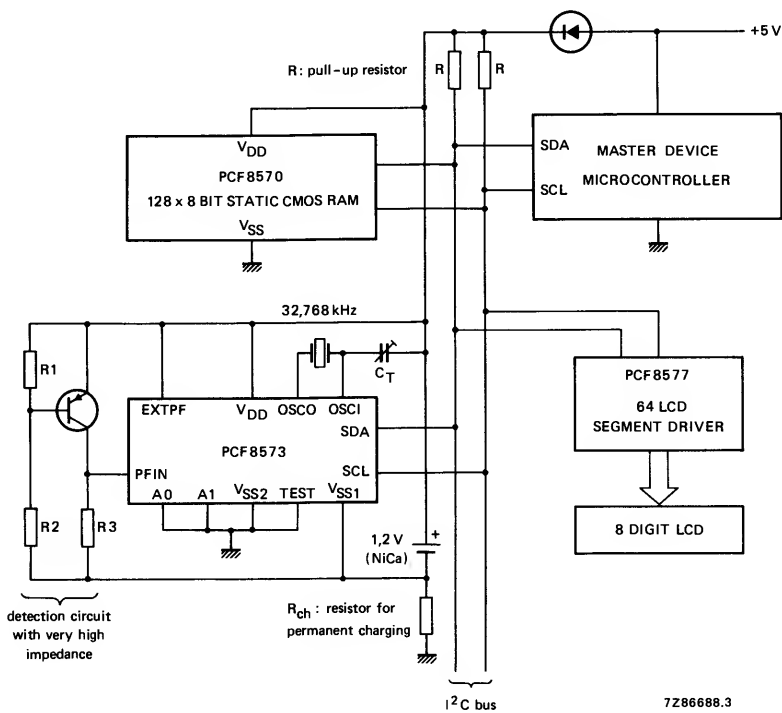 +5 V
R: pull-up resistor
R
R
VDD
PCF8570
128 x 8 BIT STATIC CMOS RAM
VSS
SDA
SCL
MASTER DEVICE
MICROCONTROLLER
32,768 kHz
R1
CT
EXTPF
VDD
OSCO
OSCI
SDA
PCF8573
PFIN
SCL
A0
A1
VSS2
TEST
VSS1
R2
R3
PCF8577
64 LCD
SEGMENT DRIVER
8 DIGIT LCD
1,2 V
(NiCa)
+
detection circuit
with very high
impedance
Rch : resistor for
permanent charging
I²C bus
7Z86688.3